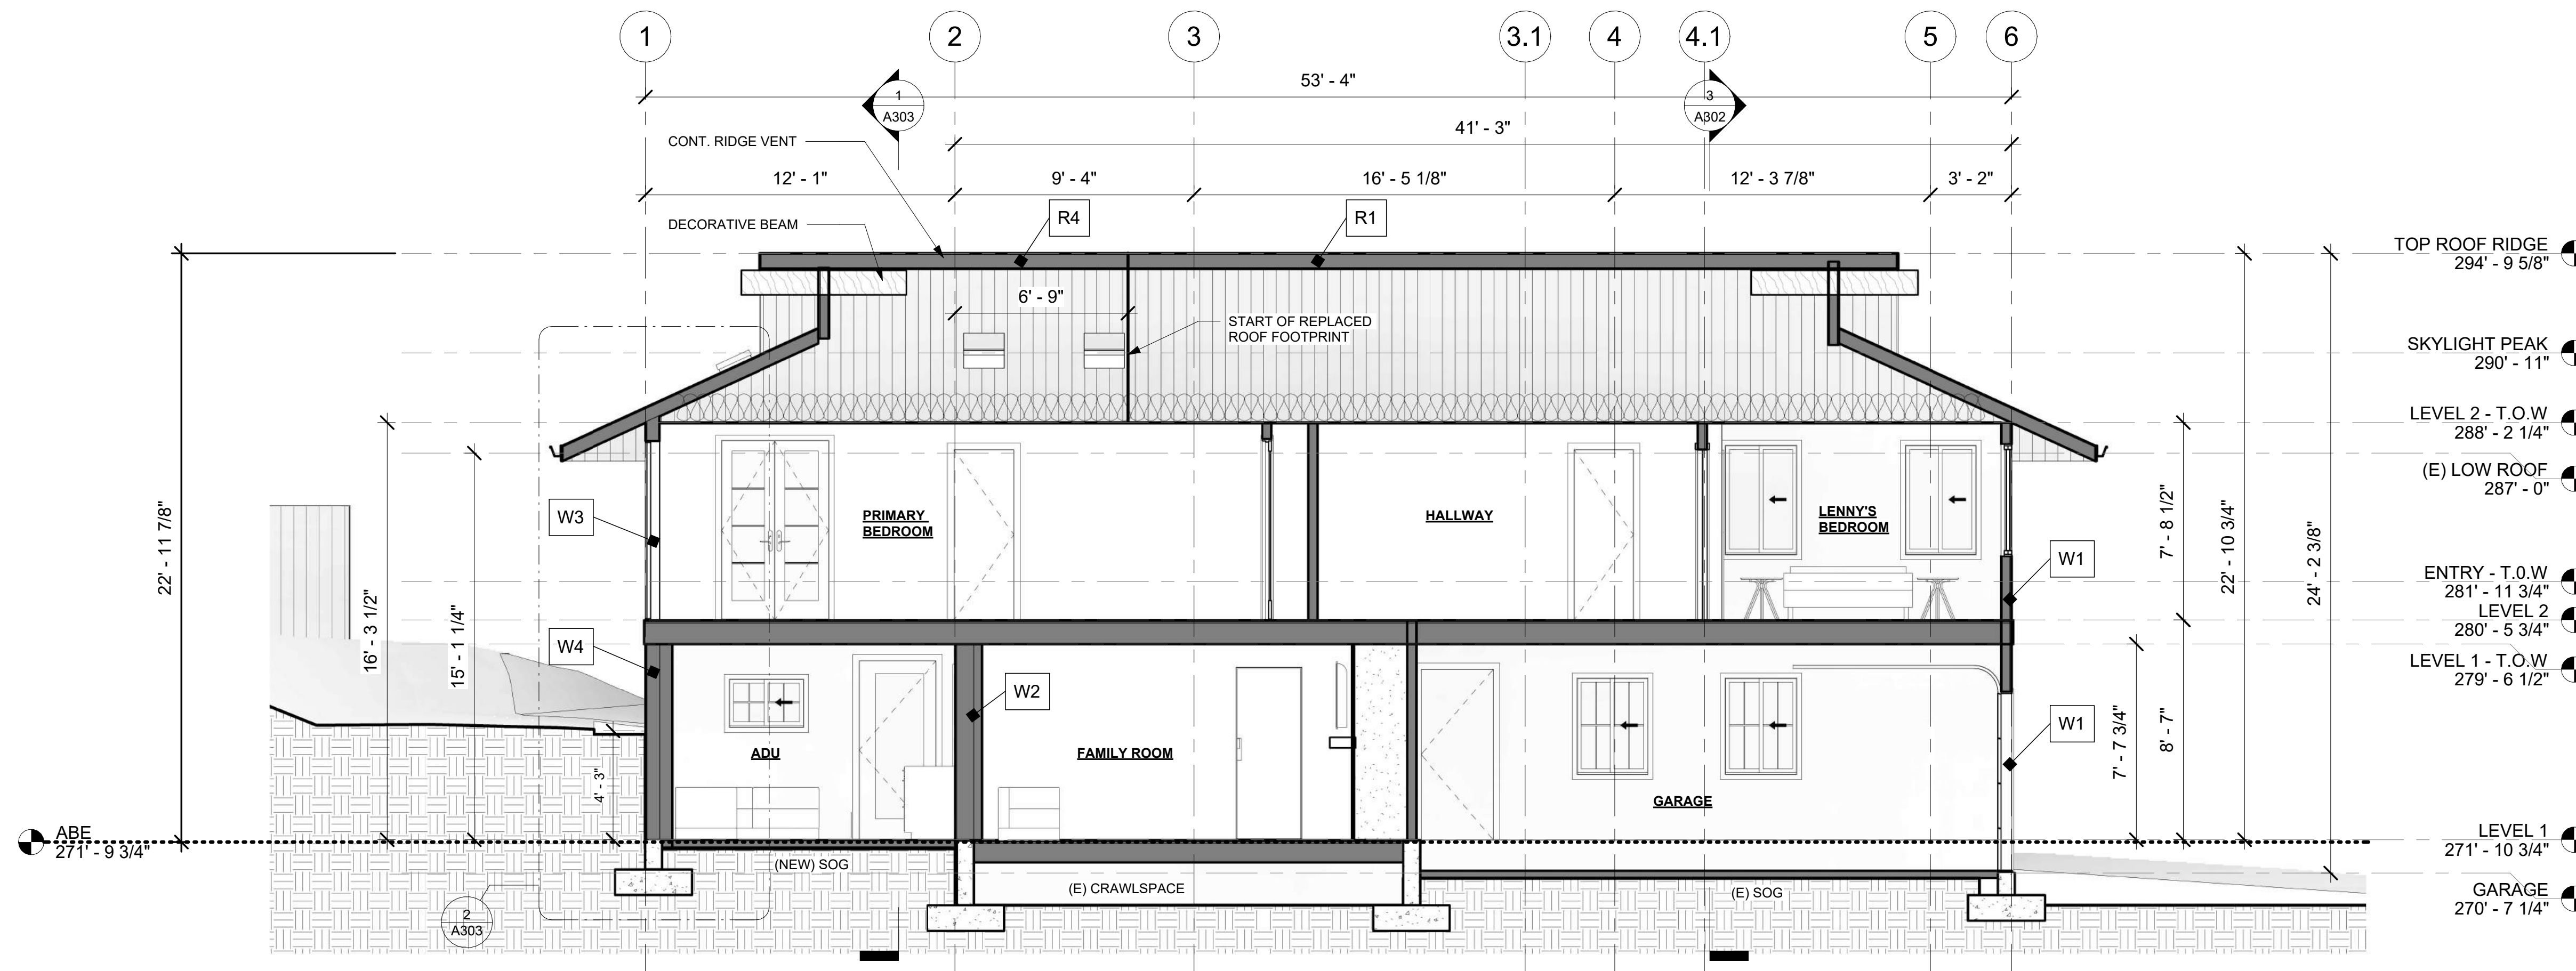 1
2
3
3.1
4
4.1
5
6
53' - 4"
1
A303
3
A302
41' - 3"
CONT. RIDGE VENT
12' - 1"
9' - 4"
16' - 5 1/8"
12' - 3 7/8"
3' - 2"
R4
R1
DECORATIVE BEAM
TOP ROOF RIDGE
294' - 9 5/8"
6' - 9"
START OF REPLACED
ROOF FOOTPRINT
SKYLIGHT PEAK
290' - 11"
LEVEL 2 - T.O.W
288' - 2 1/4"
(E) LOW ROOF
287' - 0"
22' - 11 7/8"
16' - 3 1/2"
15' - 1 1/4"
4' - 3"
W3
PRIMARY
BEDROOM
HALLWAY
LENNY'S
BEDROOM
W1
7' - 8 1/2"
22' - 10 3/4"
24' - 2 3/8"
ENTRY - T.0.W
281' - 11 3/4"
LEVEL 2
280' - 5 3/4"
W4
W2
LEVEL 1 - T.O.W
279' - 6 1/2"
W1
7' - 7 3/4"
8' - 7"
ADU
FAMILY ROOM
GARAGE
ABE
271' - 9 3/4"
LEVEL 1
271' - 10 3/4"
(NEW) SOG
(E) CRAWLSPACE
(E) SOG
GARAGE
270' - 7 1/4"
2
A303